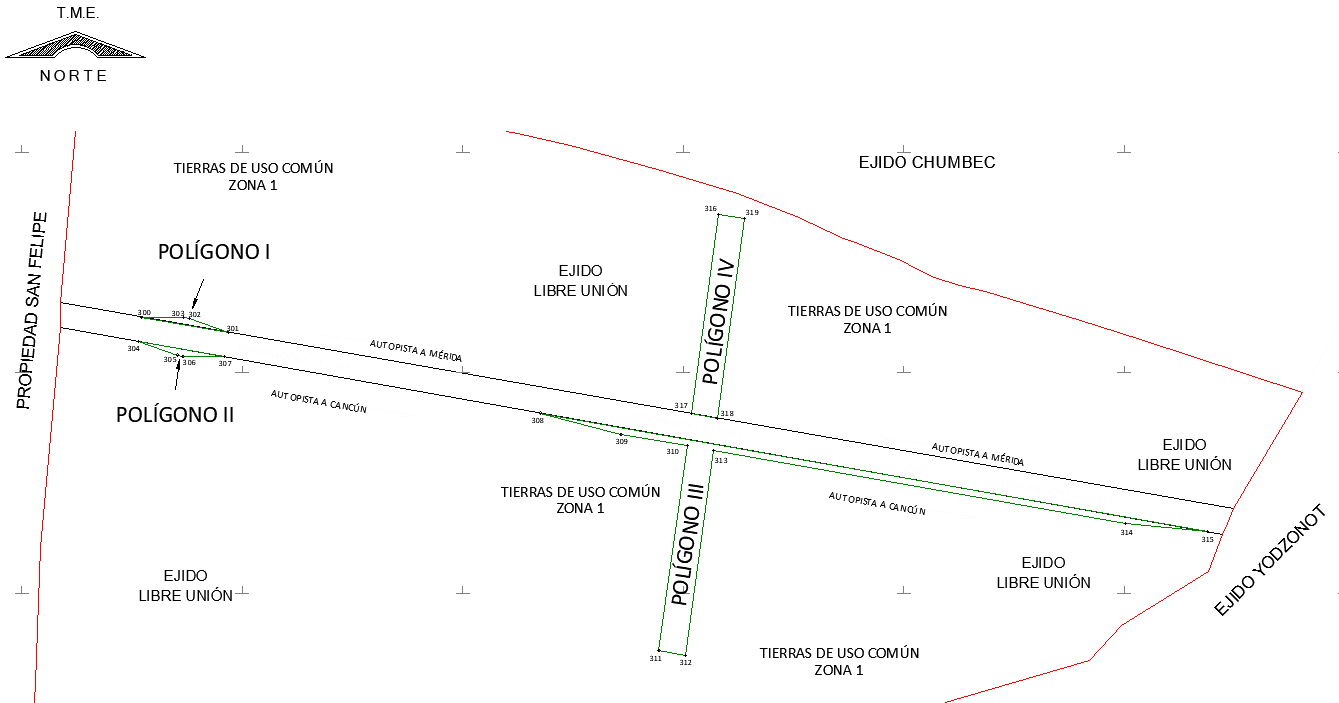 T.M.E.
NORTE
TIERRAS DE USO COMÚN
ZONA 1
EJIDO CHUMBEC
PROPIEDAD SAN FELIPE
POLÍGONO I
316
319
EJIDO
LIBRE UNIÓN
POLÍGONO IV
TIERRAS DE USO COMÚN
ZONA 1
300
303
302
301
304
305
306
307
AUTOPISTA A MÉRIDA
POLÍGONO II
AUTOPISTA A CANCÚN
308
309
317
318
310
313
AUTOPISTA A MÉRIDA
EJIDO
LIBRE UNIÓN
TIERRAS DE USO COMÚN
ZONA 1
POLÍGONO III
AUTOPISTA A CANCÚN
314
315
EJIDO YODZONOT
EJIDO
LIBRE UNIÓN
EJIDO
LIBRE UNIÓN
311
312
TIERRAS DE USO COMÚN
ZONA 1